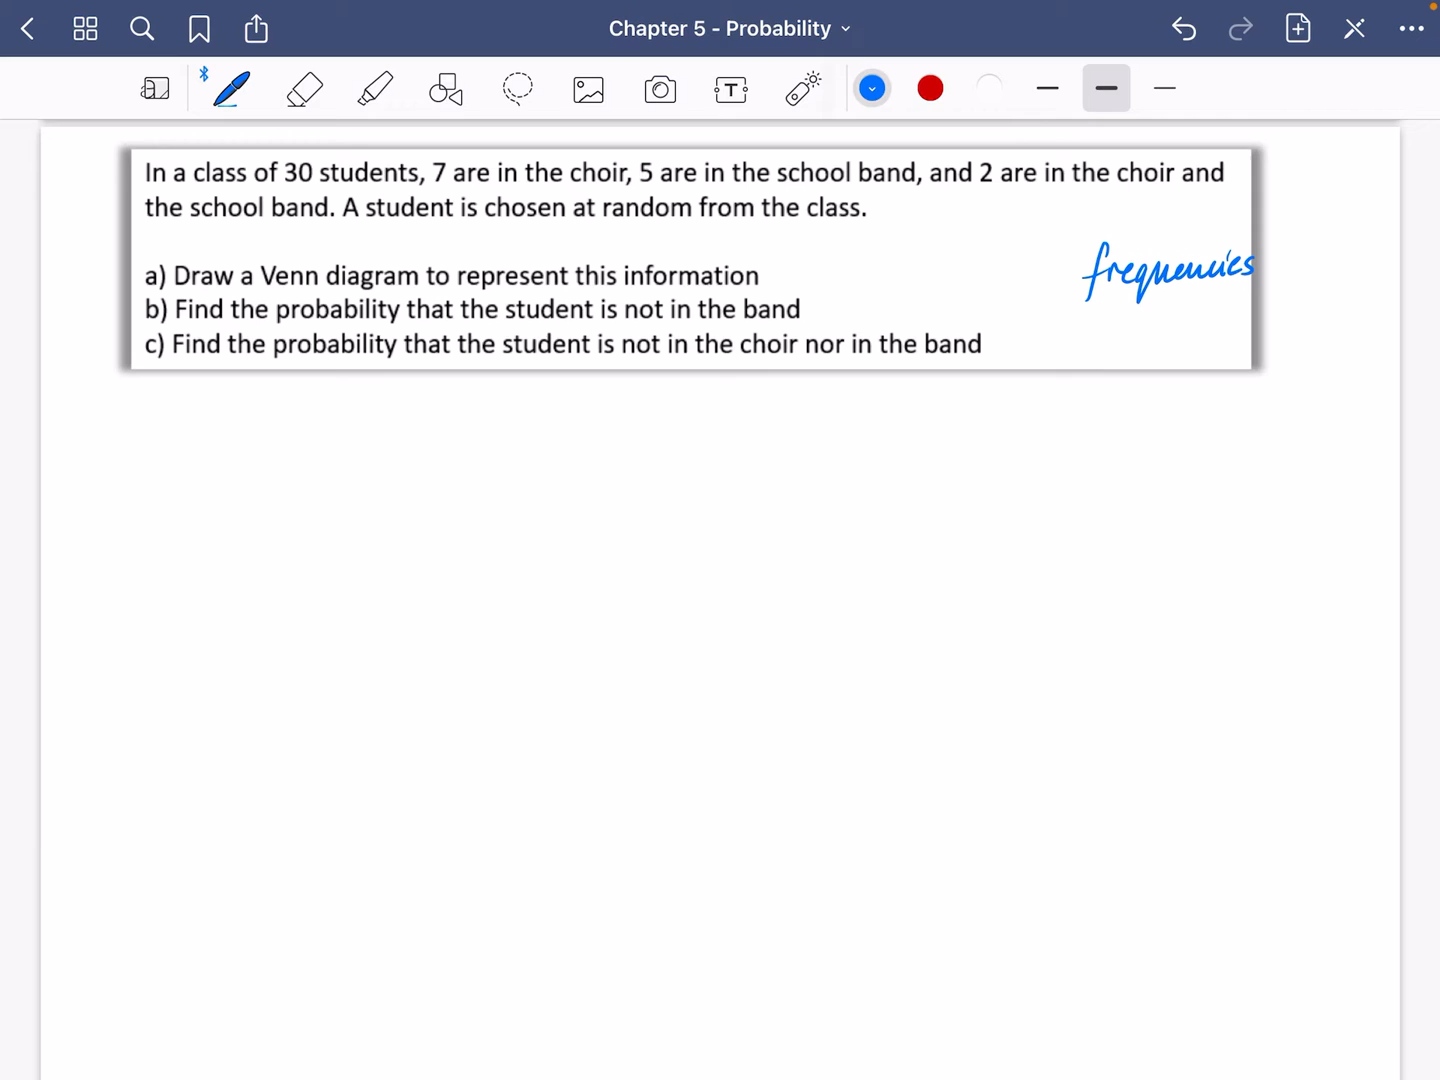 Chapter 5 - Probability
In a class of 30 students, 7 are in the choir, 5 are in the school band, and 2 are in the choir and
the school band. A student is chosen at random from the class.
a) Draw a Venn diagram to represent this information
frequencies
b) Find the probability that the student is not in the band
c) Find the probability that the student is not in the choir nor in the band